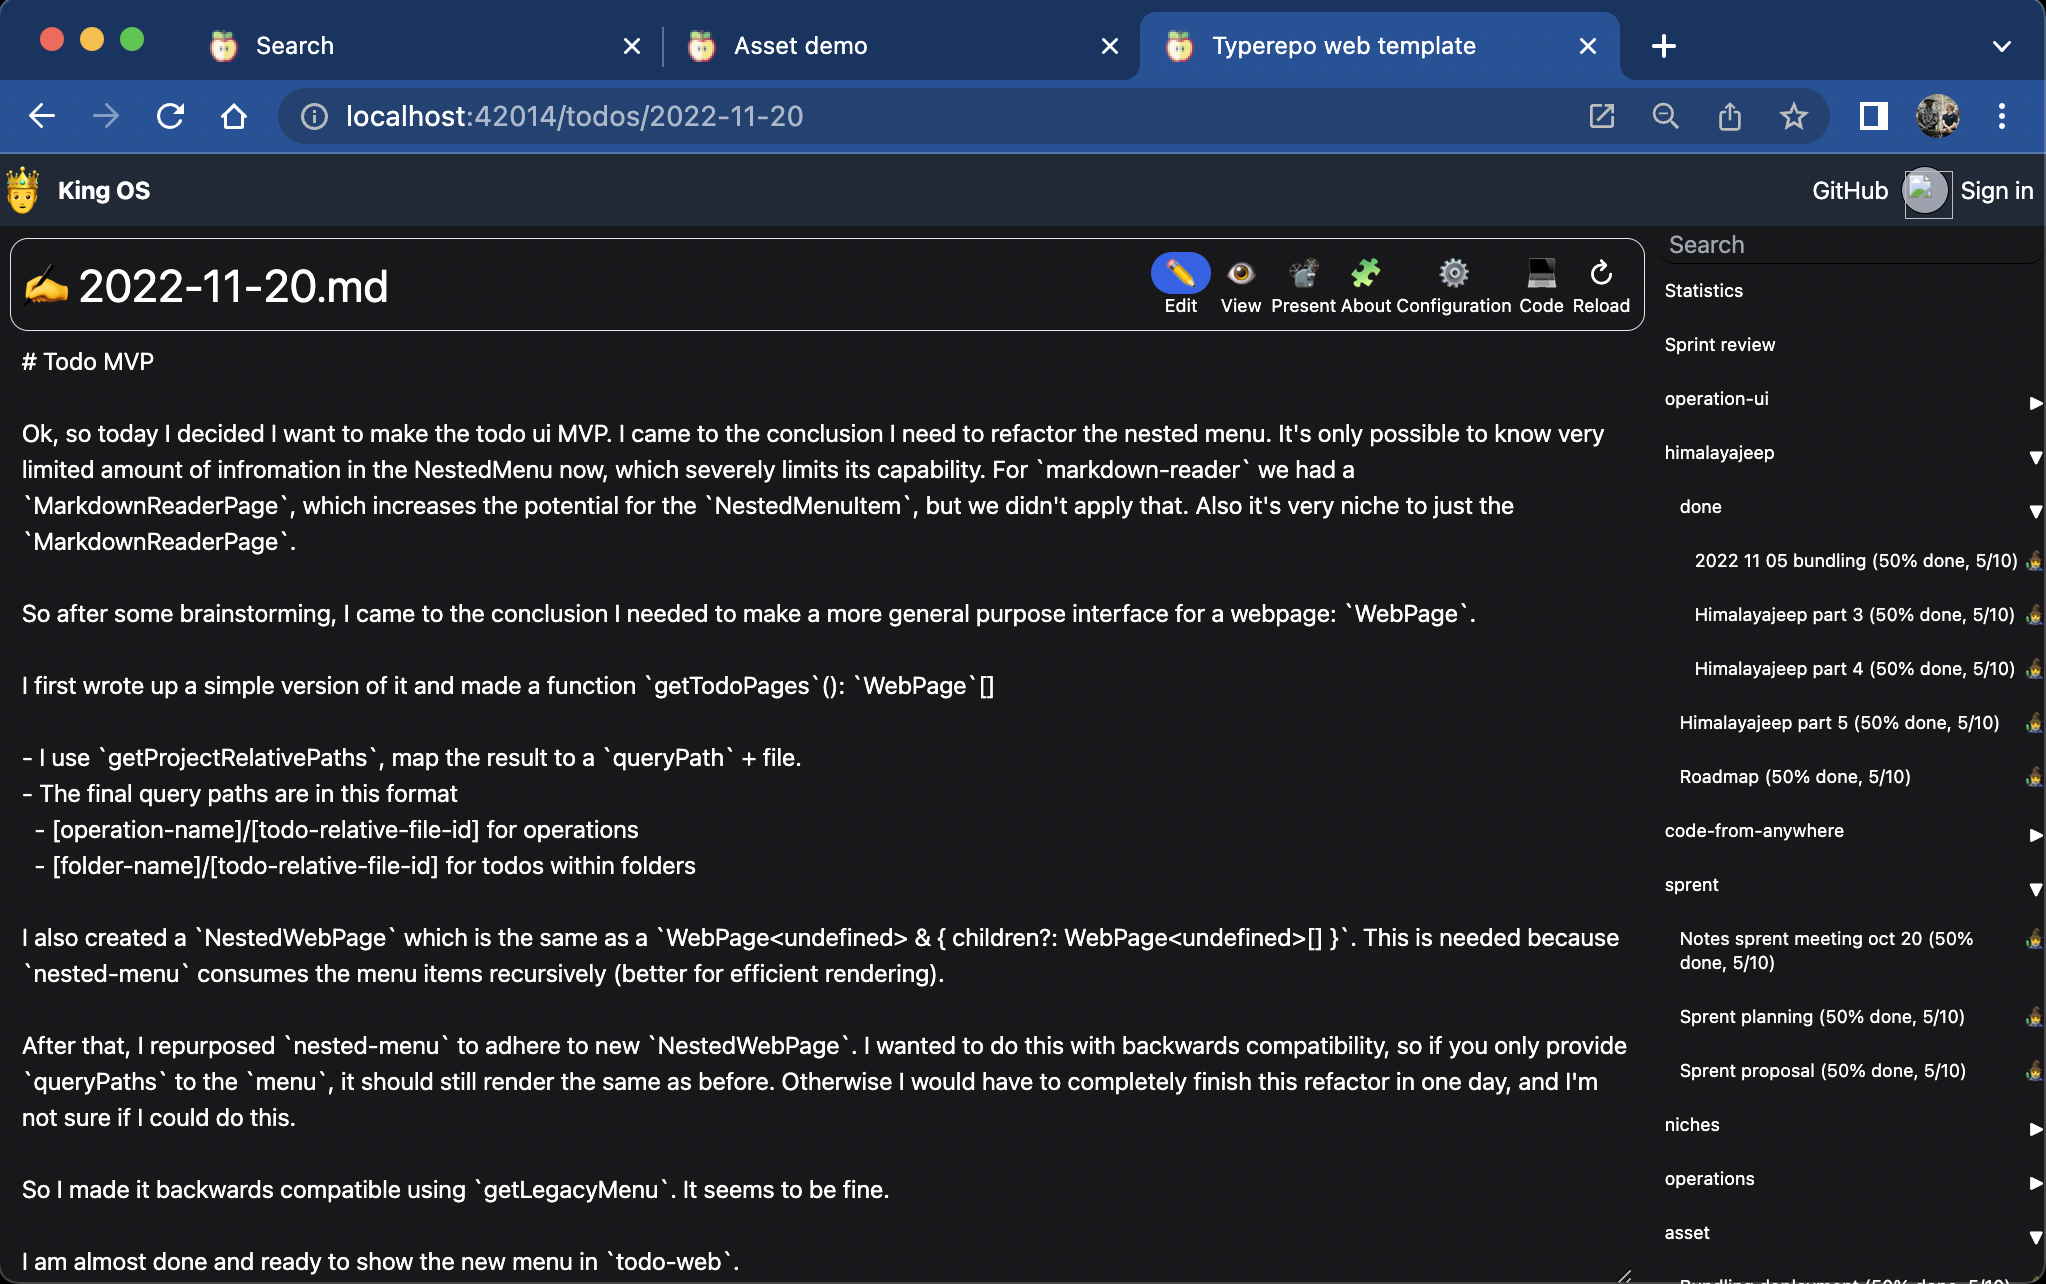 Search
Asset demo
Typerepo web template
localhost:42014/todos/2022-11-20
King OS
GitHub
Sign in
2022-11-20.md
Edit
View
Present
About
Configuration
Code
Reload
# Todo MVP
Ok, so today I decided I want to make the todo ui MVP. I came to the conclusion I need to refactor the nested menu. It's only possible to know very
limited amount of infromation in the NestedMenu now, which severely limits its capability. For `markdown-reader` we had a
`MarkdownReaderPage`, which increases the potential for the `NestedMenuItem`, but we didn't apply that. Also it's very niche to just the
`MarkdownReaderPage`.
So after some brainstorming, I came to the conclusion I needed to make a more general purpose interface for a webpage: `WebPage`.
I first wrote up a simple version of it and made a function `getTodoPages`(): `WebPage`[]
- I use `getProjectRelativePaths`, map the result to a `queryPath` + file.
- The final query paths are in this format
- [operation-name]/[todo-relative-file-id] for operations
- [folder-name]/[todo-relative-file-id] for todos within folders
I also created a `NestedWebPage` which is the same as a `WebPage<undefined> & { children?: WebPage<undefined>[] }`. This is needed because
`nested-menu` consumes the menu items recursively (better for efficient rendering).
After that, I repurposed `nested-menu` to adhere to new `NestedWebPage`. I wanted to do this with backwards compatibility, so if you only provide
`queryPaths` to the `menu`, it should still render the same as before. Otherwise I would have to completely finish this refactor in one day, and I'm
not sure if I could do this.
So I made it backwards compatible using `getLegacyMenu`. It seems to be fine.
I am almost done and ready to show the new menu in `todo-web`.
Search
Statistics
Sprint review
operation-ui
himalayajeep
done
2022 11 05 bundling (50% done, 5/10)
Himalayajeep part 3 (50% done, 5/10)
Himalayajeep part 4 (50% done, 5/10)
Himalayajeep part 5 (50% done, 5/10)
Roadmap (50% done, 5/10)
code-from-anywhere
sprent
Notes sprent meeting oct 20 (50%
done, 5/10)
Sprent planning (50% done, 5/10)
Sprent proposal (50% done, 5/10)
niches
operations
asset
Bundling deployment (50% done, 5/10)